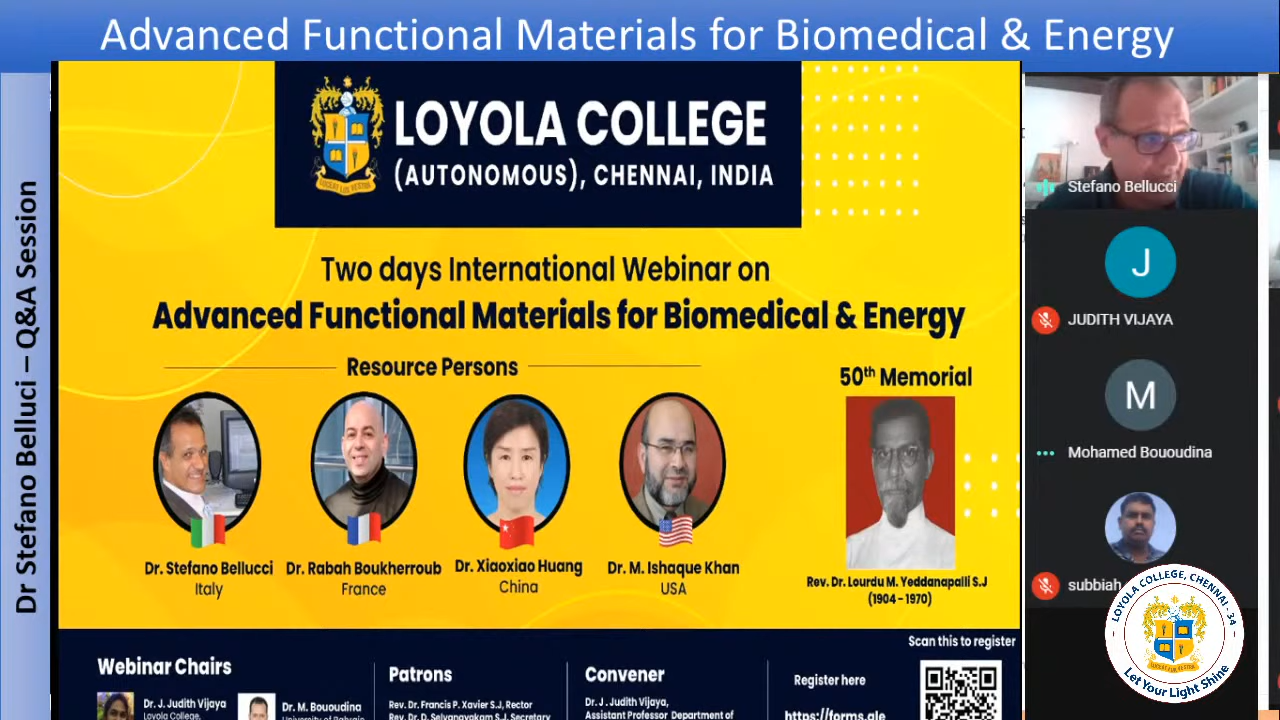 Advanced Functional Materials for Biomedical & Energy
Dr Stefano Belluci – Q&A Session
LOYOLA COLLEGE
(AUTONOMOUS), CHENNAI, INDIA
Two days International Webinar on
Advanced Functional Materials for Biomedical & Energy
Resource Persons
50th Memorial
Dr. Stefano Bellucci
Italy
Dr. Rabah Boukherroub
France
Dr. Xiaoxiao Huang
China
Dr. M. Ishaque Khan
USA
Rev. Dr. Lourdu M. Yeddanapalli S.J
(1904 - 1970)
Webinar Chairs
Dr. J. Judith Vijaya
Loyola College,
Dr. M. Bououdina
University of Bahrain
Patrons
Rev. Dr. Francis P. Xavier S.J, Rector
Rev. Dr. D. Selvanayakam S.J, Secretary
Convener
Dr. J . Judith Vijaya,
Assistant Professor Department of
Register here
https://forms.gle
Scan this to register
Stefano Bellucci
J
JUDITH VIJAYA
M
Mohamed Bououdina
subbiah
LOYOLA COLLEGE, CHENNAI - 34
Let Your Light Shine